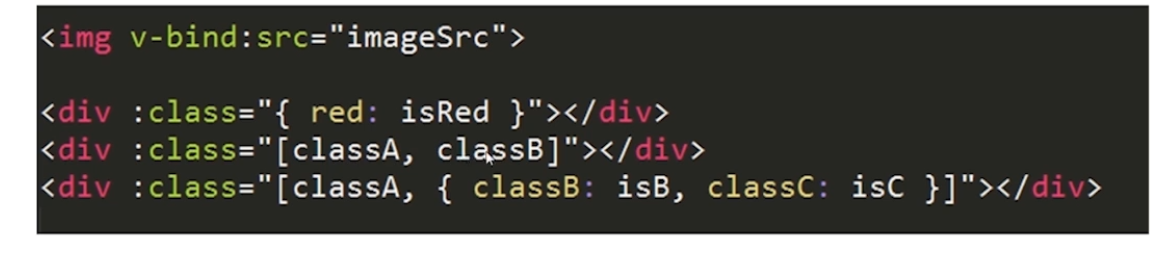 <img v-bind:src="imageSrc">
<div :class="{ red: isRed }"></div>
<div :class="[classA, classB]"></div>
<div :class="[classA, { classB: isB, classC: isC }]"></div>